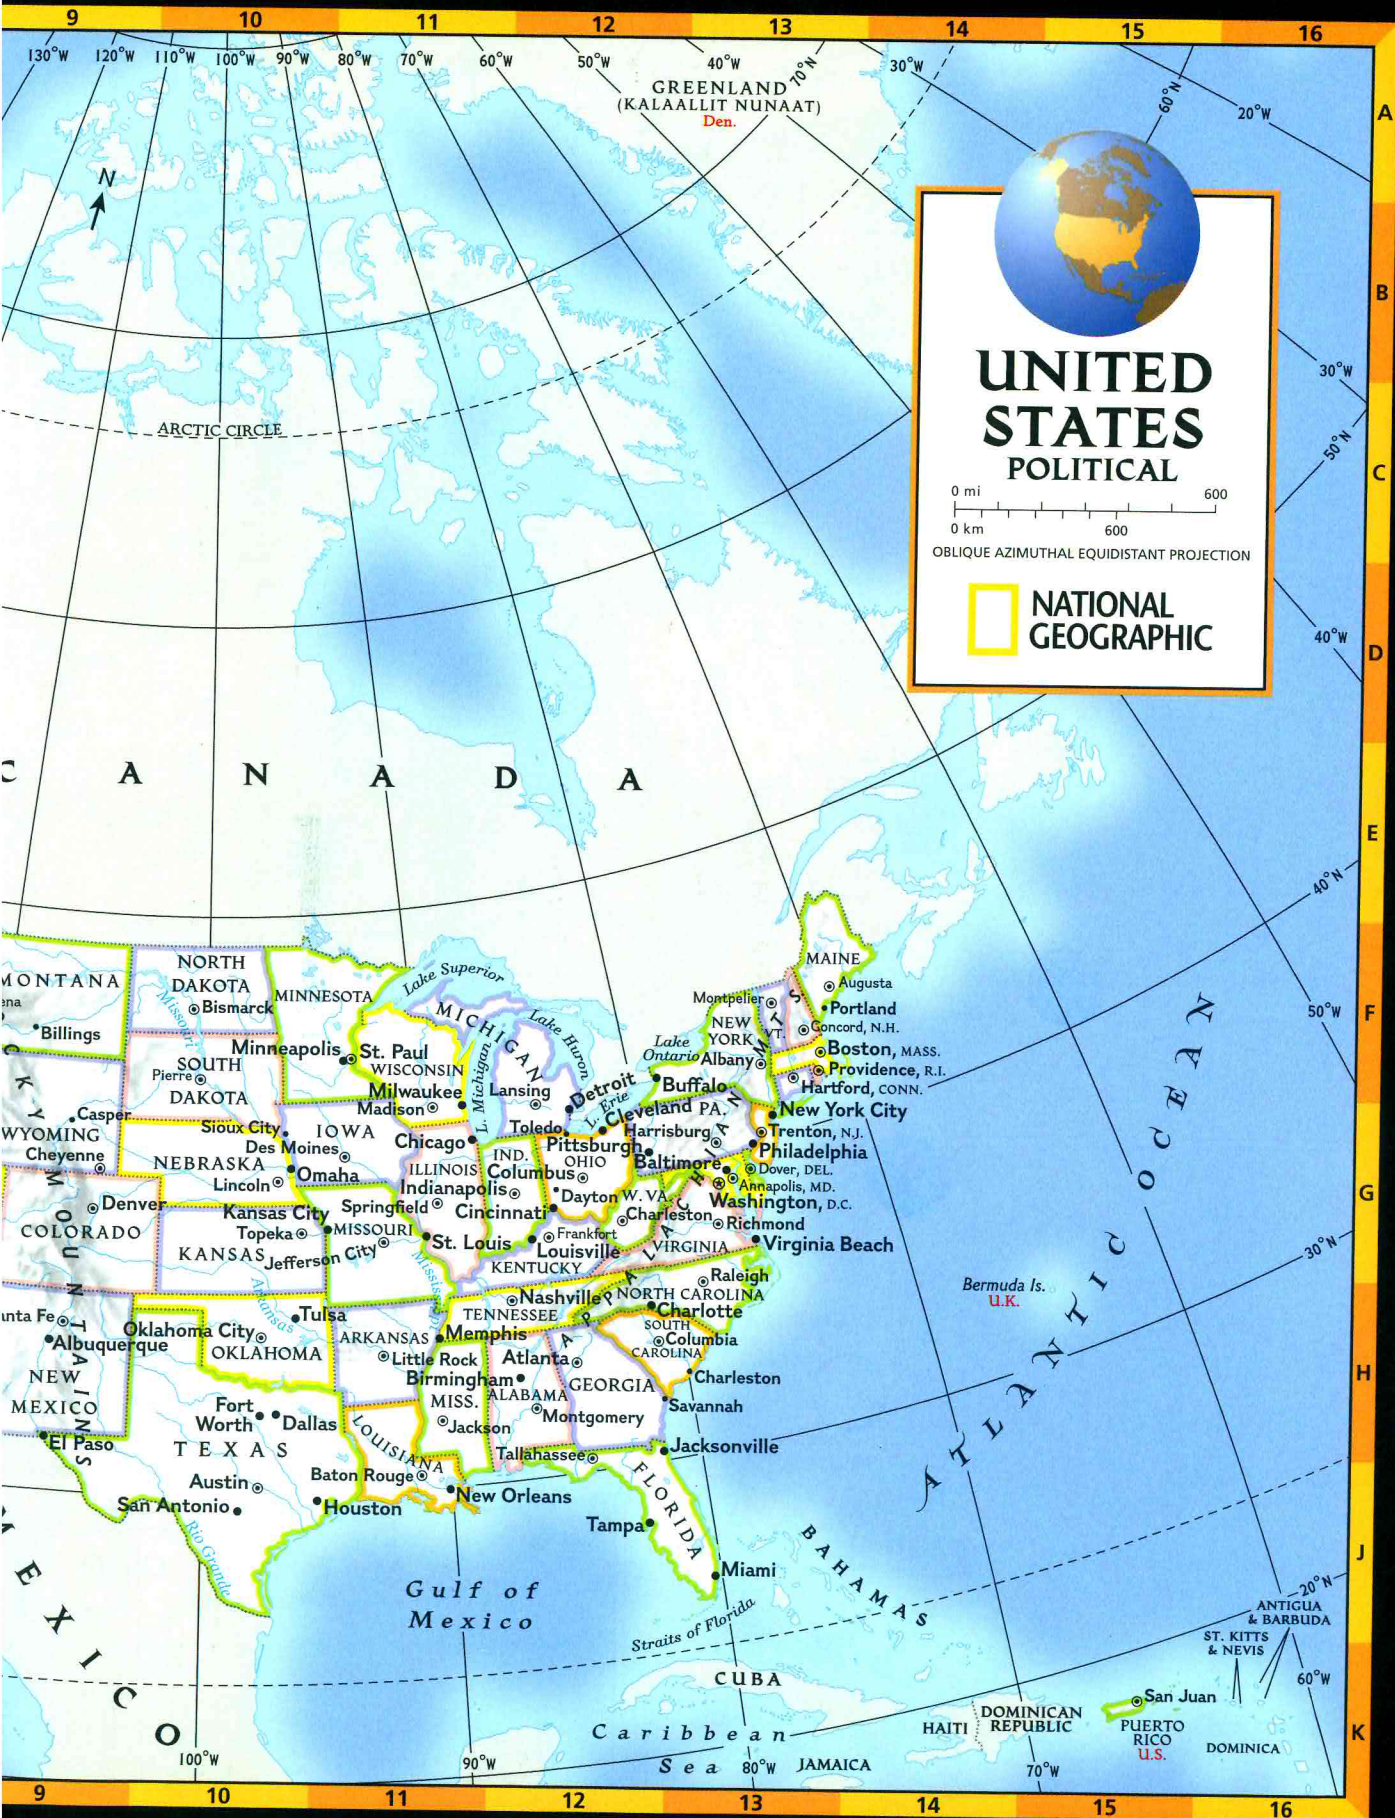 9 10 11 12 13 14 15 16
130°W 120°W 110°W 100°W 90°W 80°W 70°W 60°W 50°W 40°W 70°N 30°W 60°N 20°W
GREENLAND
(KALAALLIT NUNAAT)
Den.
A
N
B
UNITED
STATES
POLITICAL
0 mi 600
0 km 600
OBLIQUE AZIMUTHAL EQUIDISTANT PROJECTION
NATIONAL
GEOGRAPHIC
30°W
50°N
ARCTIC CIRCLE
C
40°W
D
C A N A D A
E
40°N
50°W
F
MONTANA
ena
Billings
NORTH
DAKOTA
Bismarck
Missouri
MINNESOTA
Minneapolis
St. Paul
SOUTH
DAKOTA
Pierre
WISCONSIN
Milwaukee
Madison
Lake Superior
MICHIGAN
L. Michigan
Lake Huron
Lansing
Detroit
L. Erie
Lake
Ontario
MAINE
Augusta
Portland
Montpelier
Concord, N.H.
NEW
YORK
Albany
Buffalo
Boston, MASS.
Providence, R.I.
Hartford, CONN.
New York City
Trenton, N.J.
Philadelphia
Dover, DEL.
Annapolis, MD.
Washington, D.C.
Casper
WYOMING
Cheyenne
Sioux City
IOWA
Des Moines
NEBRASKA
Omaha
Lincoln
Chicago
Toledo
Cleveland
PA.
Harrisburg
Pittsburgh
Baltimore
ILLINOIS
IND.
OHIO
Columbus
Indianapolis
Dayton
W. VA.
Springfield
Cincinnati
Charleston
Richmond
VIRGINIA
Virginia Beach
G
Denver
COLORADO
Kansas City
Topeka
KANSAS
MISSOURI
Jefferson City
St. Louis
Mississippi
Frankfort
Louisville
KENTUCKY
APPALACHIAN MTS
C K Y M O U N T A I N S
anta Fe
Albuquerque
NEW
MEXICO
El Paso
Arkansas
Tulsa
Oklahoma City
OKLAHOMA
ARKANSAS
Little Rock
Nashville
TENNESSEE
Memphis
Raleigh
NORTH CAROLINA
Charlotte
SOUTH
CAROLINA
Columbia
Charleston
Atlanta
GEORGIA
Savannah
Birmingham
ALABAMA
Montgomery
MISS.
Jackson
H
Fort
Worth
Dallas
TEXAS
Austin
San Antonio
Houston
Rio Grande
LOUISIANA
Baton Rouge
New Orleans
Tallahassee
Jacksonville
FLORIDA
Tampa
Miami
Bermuda Is.
U.K.
30°N
ATLANTIC OCEAN
J
MEXICO
Gulf of
Mexico
Straits of Florida
BAHAMAS
20°N
ANTIGUA
& BARBUDA
ST. KITTS
& NEVIS
60°W
CUBA
K
Caribbean
Sea
HAITI
DOMINICAN
REPUBLIC
San Juan
PUERTO
RICO
U.S.
DOMINICA
JAMAICA
100°W 90°W 80°W 70°W
9 10 11 12 13 14 15 16